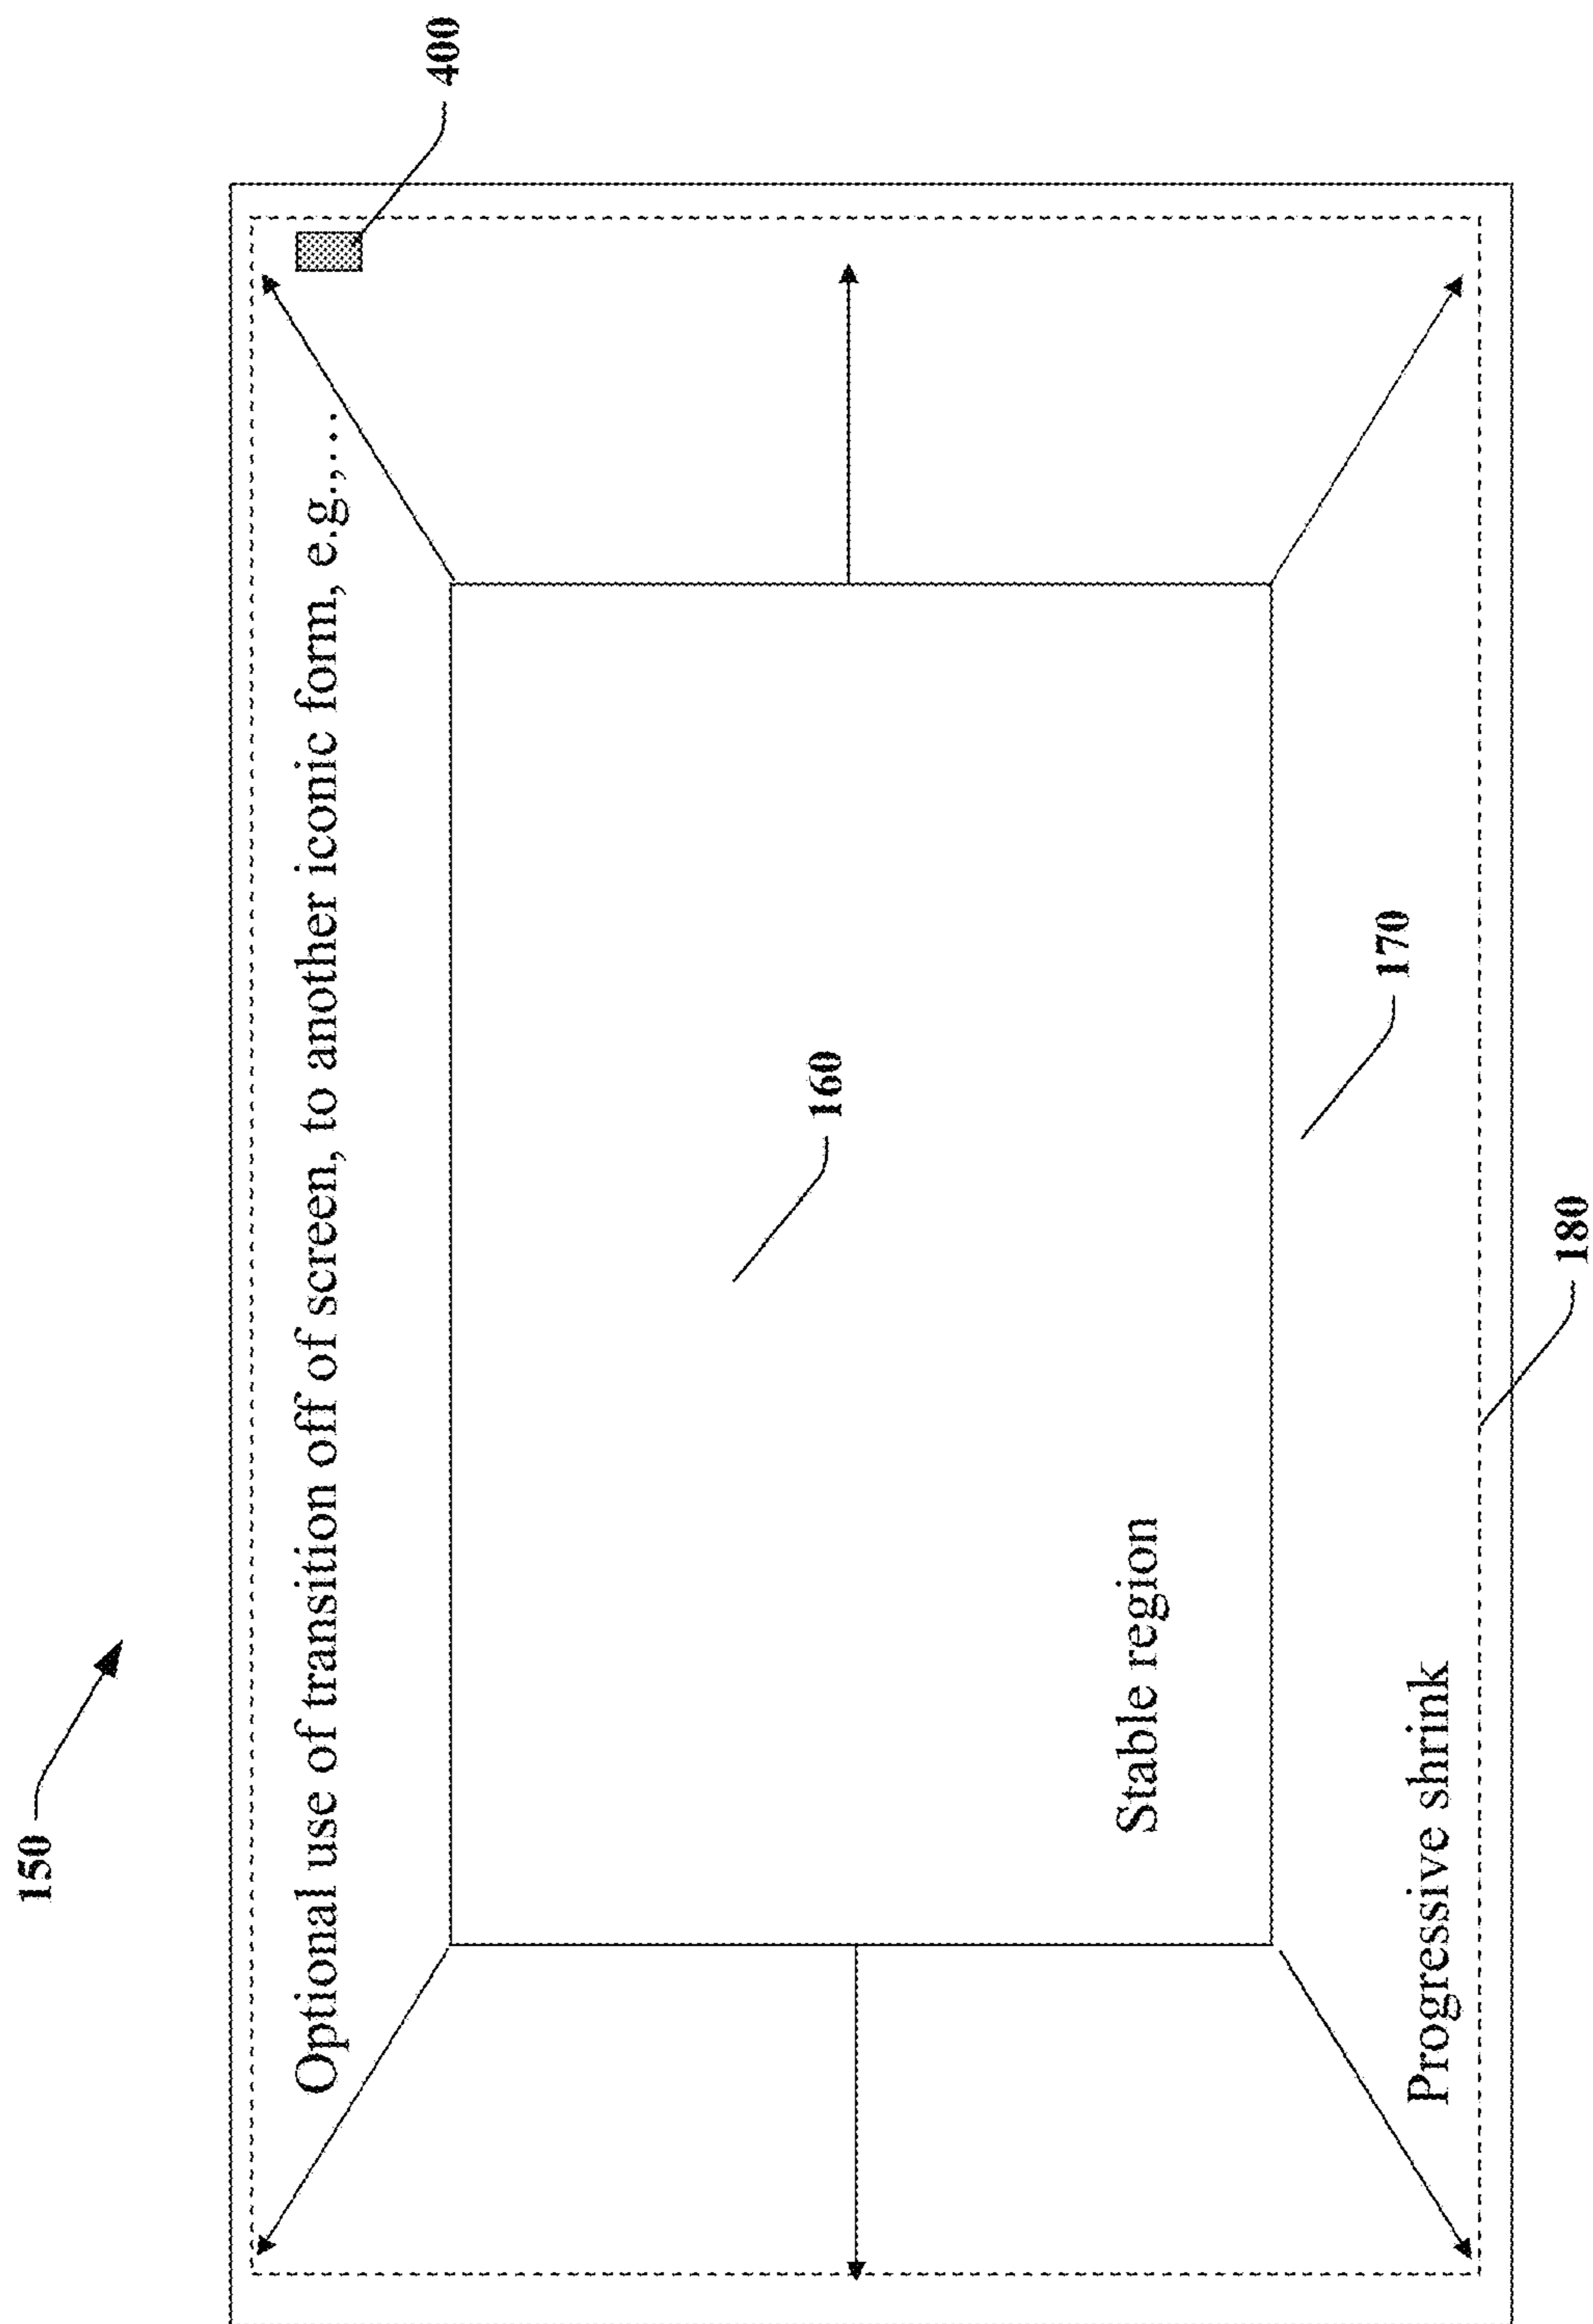 150
400
Optional use of transition off of screen, to another iconic form, e.g.,...
160
Stable region
170
Progressive shrink
180